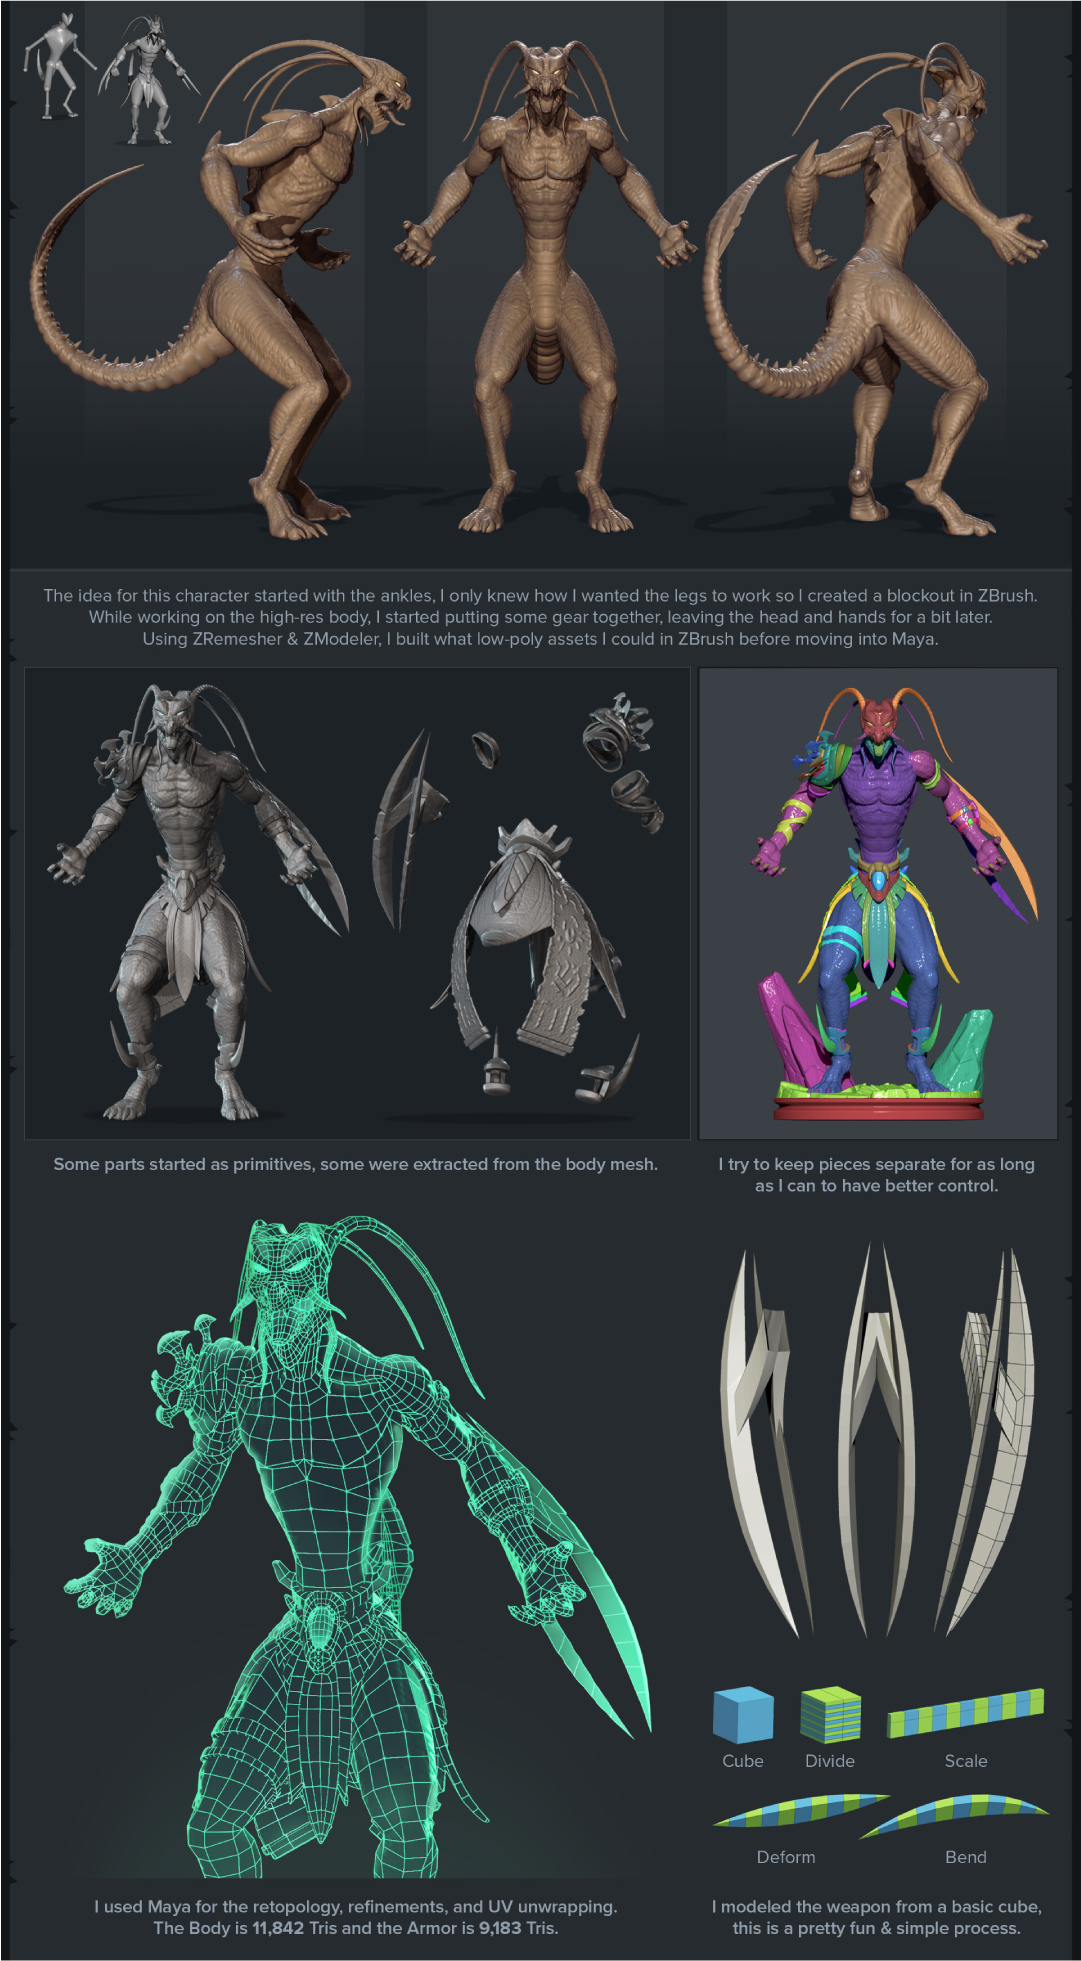 The idea for this character started with the ankles, I only knew how I wanted the legs to work so I created a blockout in ZBrush.
While working on the high-res body, I started putting some gear together, leaving the head and hands for a bit later.
Using ZRemesher & ZModeler, I built what low-poly assets I could in ZBrush before moving into Maya.
Some parts started as primitives, some were extracted from the body mesh.
I try to keep pieces separate for as long
as I can to have better control.
Cube
Divide
Scale
Deform
Bend
I used Maya for the retopology, refinements, and UV unwrapping.
The Body is 11,842 Tris and the Armor is 9,183 Tris.
I modeled the weapon from a basic cube,
this is a pretty fun & simple process.